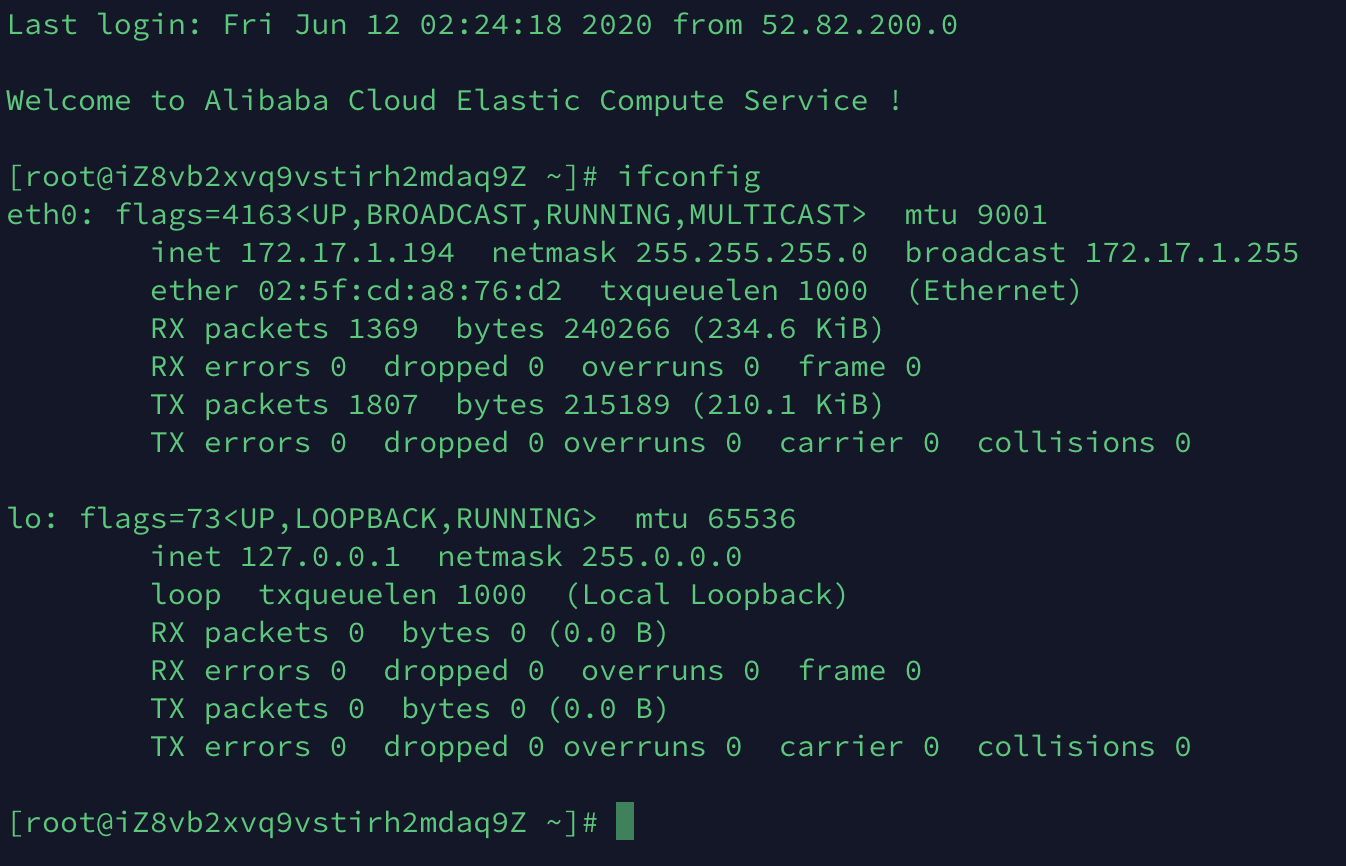 Last login: Fri Jun 12 02:24:18 2020 from 52.82.200.0
Welcome to Alibaba Cloud Elastic Compute Service !
[root@iZ8vb2xvq9vstirh2mdaq9Z ~]# ifconfig
eth0: flags=4163<UP,BROADCAST,RUNNING,MULTICAST>  mtu 9001
        inet 172.17.1.194  netmask 255.255.255.0  broadcast 172.17.1.255
        ether 02:5f:cd:a8:76:d2  txqueuelen 1000  (Ethernet)
        RX packets 1369  bytes 240266 (234.6 KiB)
        RX errors 0  dropped 0  overruns 0  frame 0
        TX packets 1807  bytes 215189 (210.1 KiB)
        TX errors 0  dropped 0 overruns 0  carrier 0  collisions 0
lo: flags=73<UP,LOOPBACK,RUNNING>  mtu 65536
        inet 127.0.0.1  netmask 255.0.0.0
        loop  txqueuelen 1000  (Local Loopback)
        RX packets 0  bytes 0 (0.0 B)
        RX errors 0  dropped 0  overruns 0  frame 0
        TX packets 0  bytes 0 (0.0 B)
        TX errors 0  dropped 0 overruns 0  carrier 0  collisions 0
[root@iZ8vb2xvq9vstirh2mdaq9Z ~]#